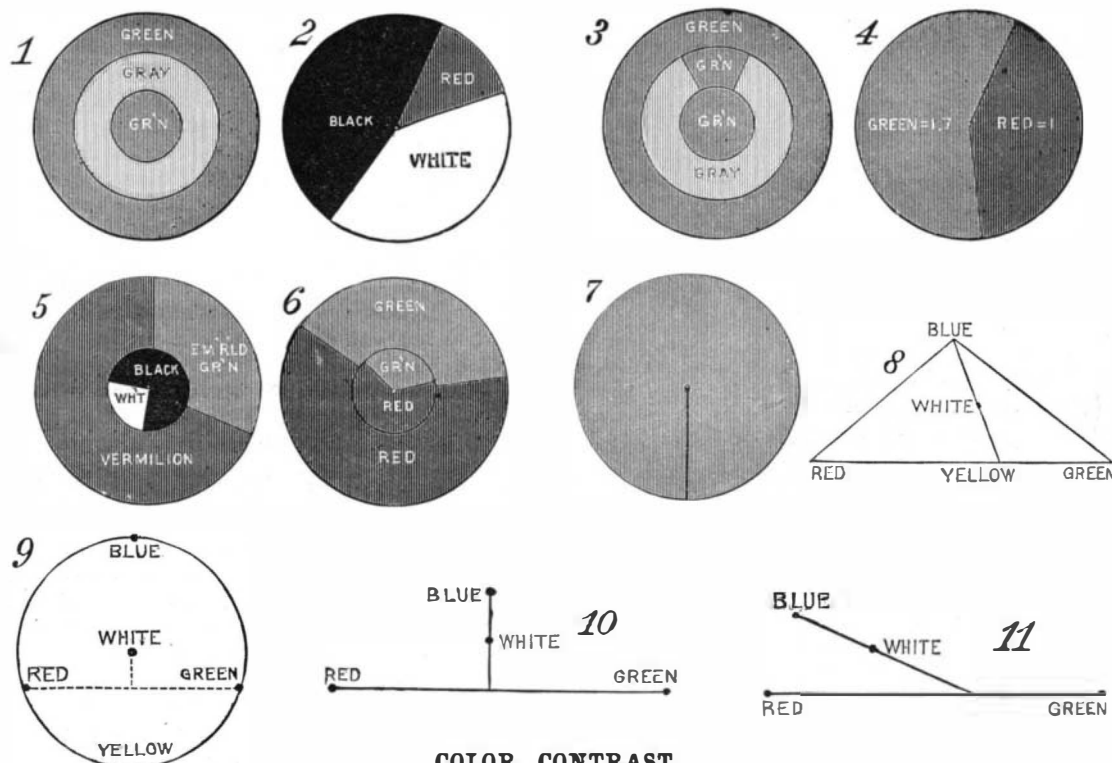 1
GREEN
GRAY
GR'N
2
BLACK
RED
WHITE
3
GREEN
GR'N
GR'N
GRAY
4
GREEN=1,7
RED=1
5
EM'RLD
GR'N
BLACK
WH'T
VERMILION
6
GREEN
GR'N
RED
RED
7
8
BLUE
WHITE
RED
YELLOW
GREEN
9
BLUE
WHITE
RED
GREEN
YELLOW
10
BLUE
WHITE
RED
GREEN
11
BLUE
WHITE
RED
GREEN
COLOR CONTRAST